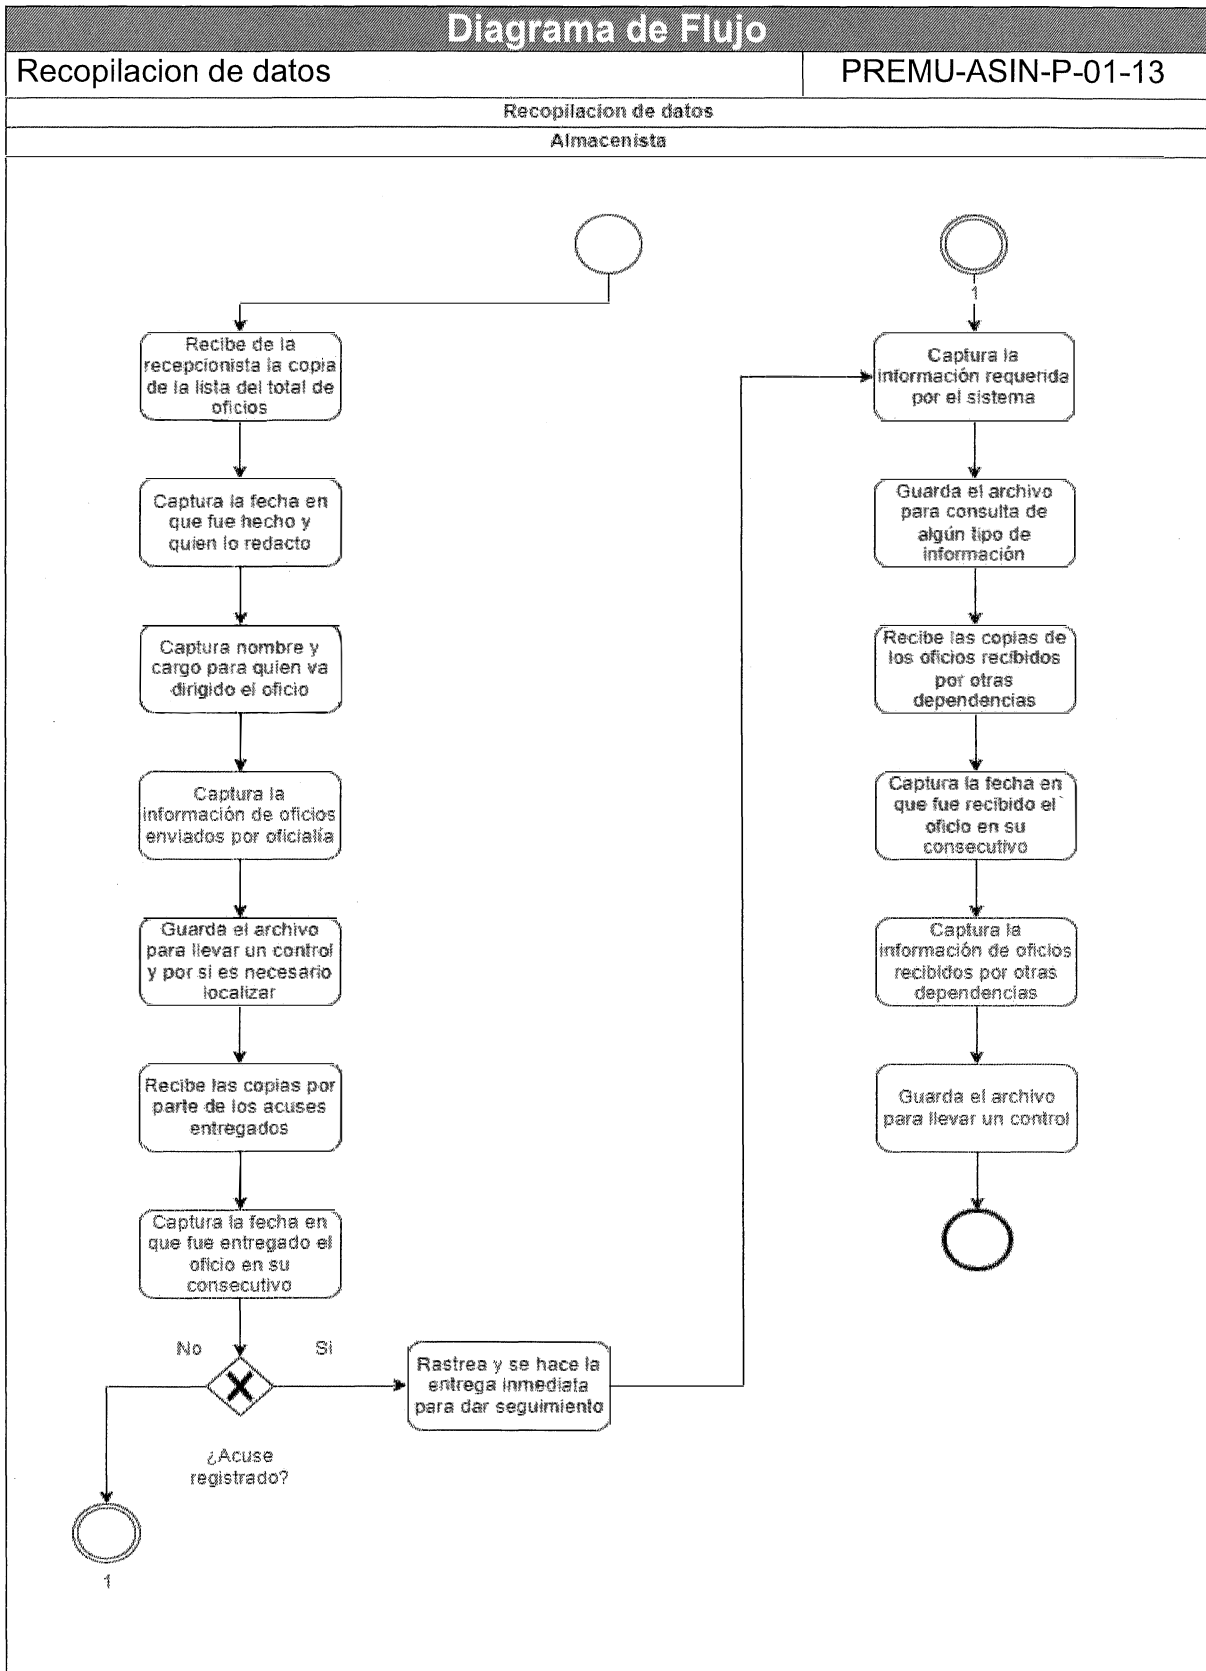 Diagrama de Flujo
Recopilacion de datos
PREMU-ASIN-P-01-13
Recopilacion de datos
Almacenista
Recibe de la
recepcionista la copia
de la lista del total de
oficios
Captura la fecha en
que fue hecho y
quien lo redacto
Captura nombre y
cargo para quien va
dirigido el oficio
Captura la
información de oficios
enviados por oficialía
Guarda el archivo
para llevar un control
y por si es necesario
localizar
Recibe las copias por
parte de los acuses
entregados
Captura la fecha en
que fue entregado el
oficio en su
consecutivo
No
Si
¿Acuse
registrado?
1
Rastrea y se hace la
entrega inmediata
para dar seguimiento
1
Captura la
información requerida
por el sistema
Guarda el archivo
para consulta de
algún tipo de
información
Recibe las copias de
los oficios recibidos
por otras
dependencias
Captura la fecha en
que fue recibido el
oficio en su
consecutivo
Captura la
información de oficios
recibidos por otras
dependencias
Guarda el archivo
para llevar un control